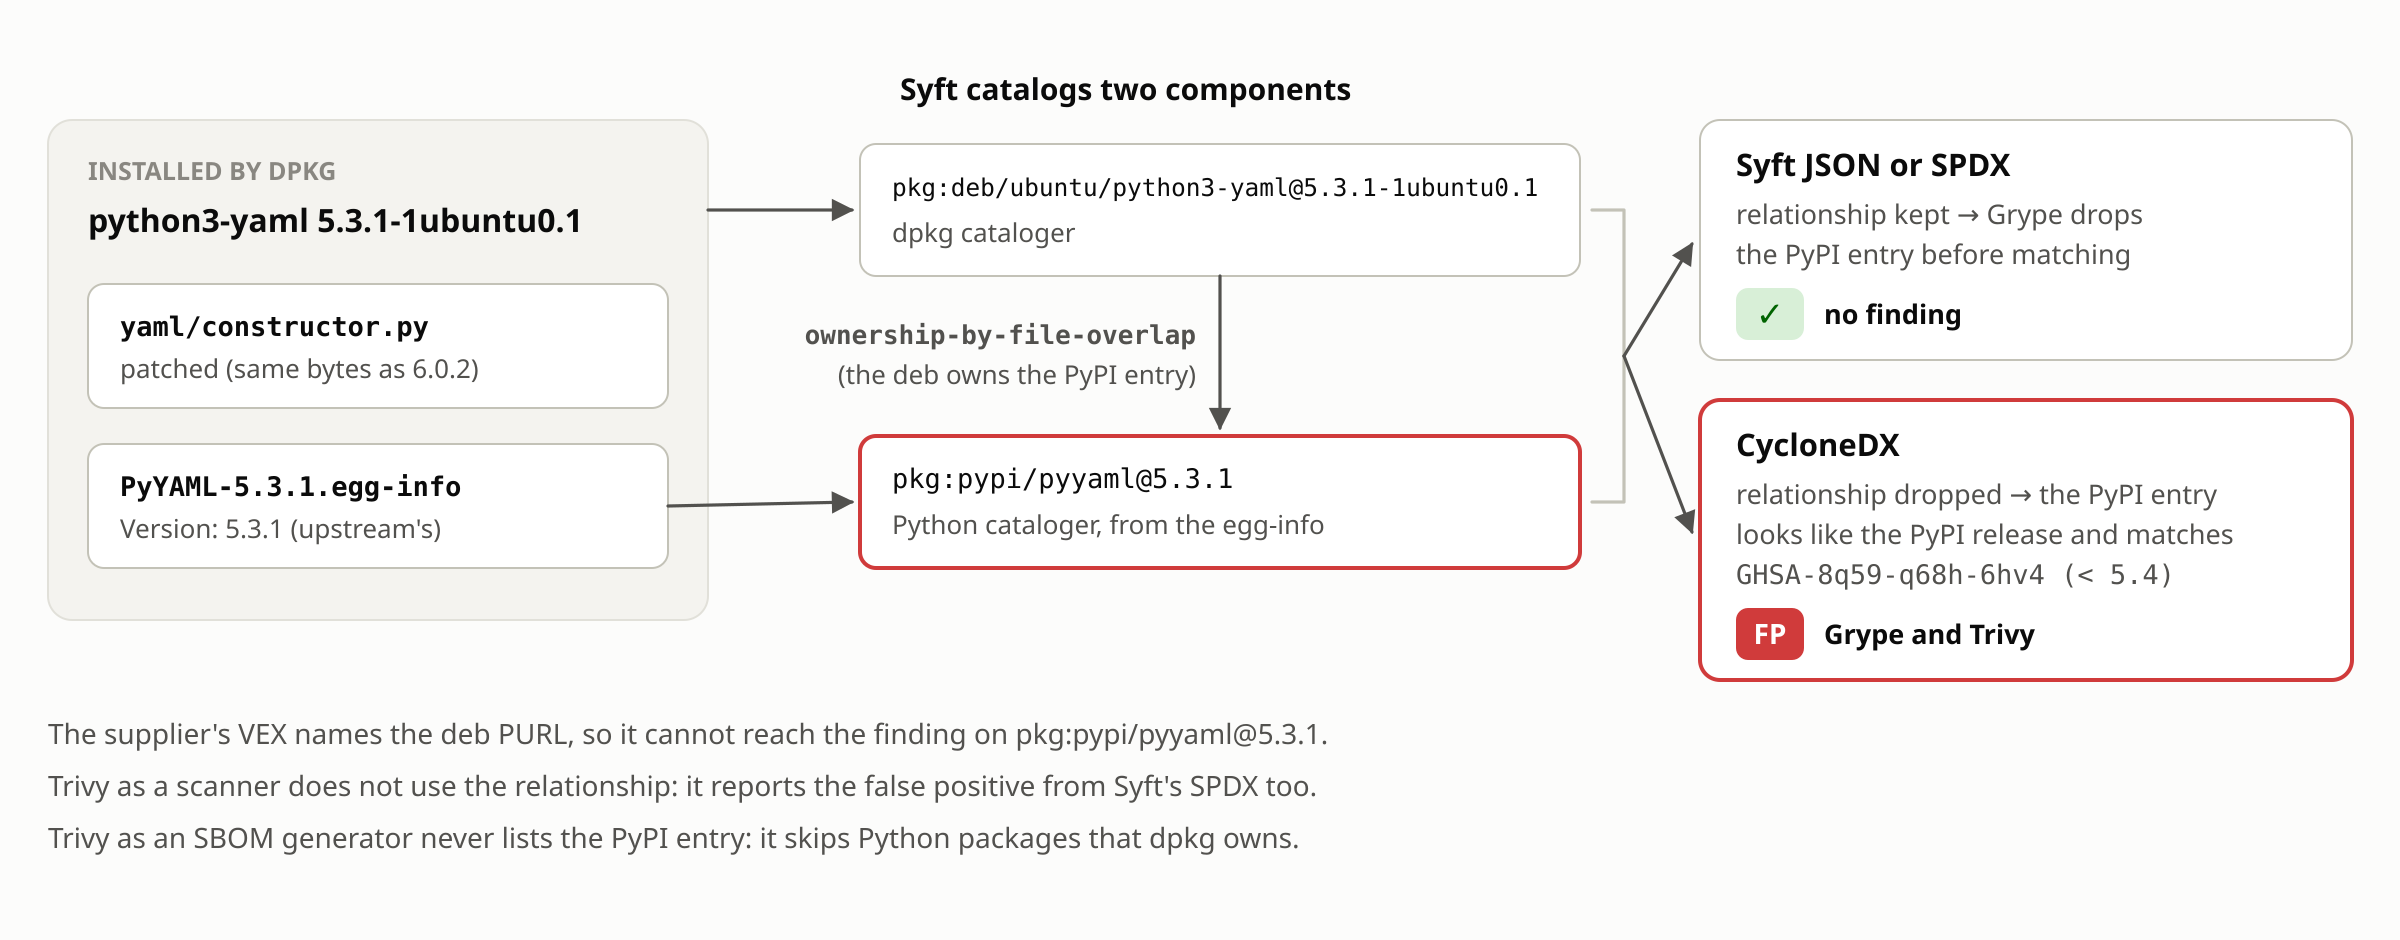 Syft catalogs two components
INSTALLED BY DPKG
python3-yaml 5.3.1-1ubuntu0.1
yaml/constructor.py
patched (same bytes as 6.0.2)
PyYAML-5.3.1.egg-info
Version: 5.3.1 (upstream's)
pkg:deb/ubuntu/python3-yaml@5.3.1-1ubuntu0.1
dpkg cataloger
ownership-by-file-overlap
(the deb owns the PyPI entry)
pkg:pypi/pyyaml@5.3.1
Python cataloger, from the egg-info
Syft JSON or SPDX
relationship kept → Grype drops
the PyPI entry before matching
✓ no finding
CycloneDX
relationship dropped → the PyPI entry
looks like the PyPI release and matches
GHSA-8q59-q68h-6hv4 (< 5.4)
FP Grype and Trivy
The supplier's VEX names the deb PURL, so it cannot reach the finding on pkg:pypi/pyyaml@5.3.1.
Trivy as a scanner does not use the relationship: it reports the false positive from Syft's SPDX too.
Trivy as an SBOM generator never lists the PyPI entry: it skips Python packages that dpkg owns.